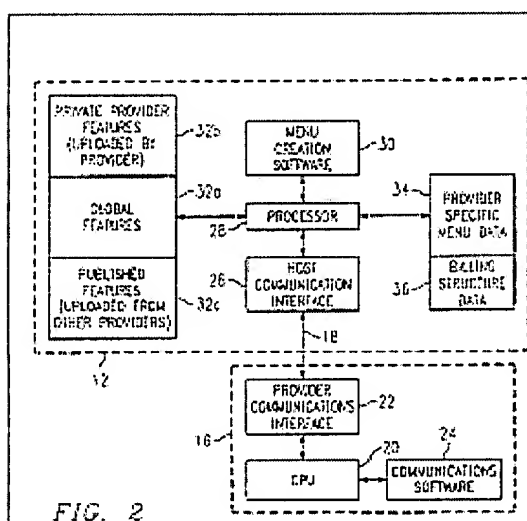 PRIVATE PROVIDER
FEATURES
(UPLOADED BY
PROVIDER)
32b
GLOBAL
FEATURES
32a
PUBLISHED
FEATURES
(UPLOADED FROM
OTHER PROVIDERS)
32c
12
MENU
CREATION
SOFTWARE
30
PROCESSOR
28
HOST
COMMUNICATION
INTERFACE
26
34
PROVIDER
SPECIFIC
MENU DATA
BILLING
STRUCTURE
DATA
36
18
PROVIDER
COMMUNICATIONS
INTERFACE
22
16
CPU
20
24
COMMUNICATIONS
SOFTWARE
FIG. 2